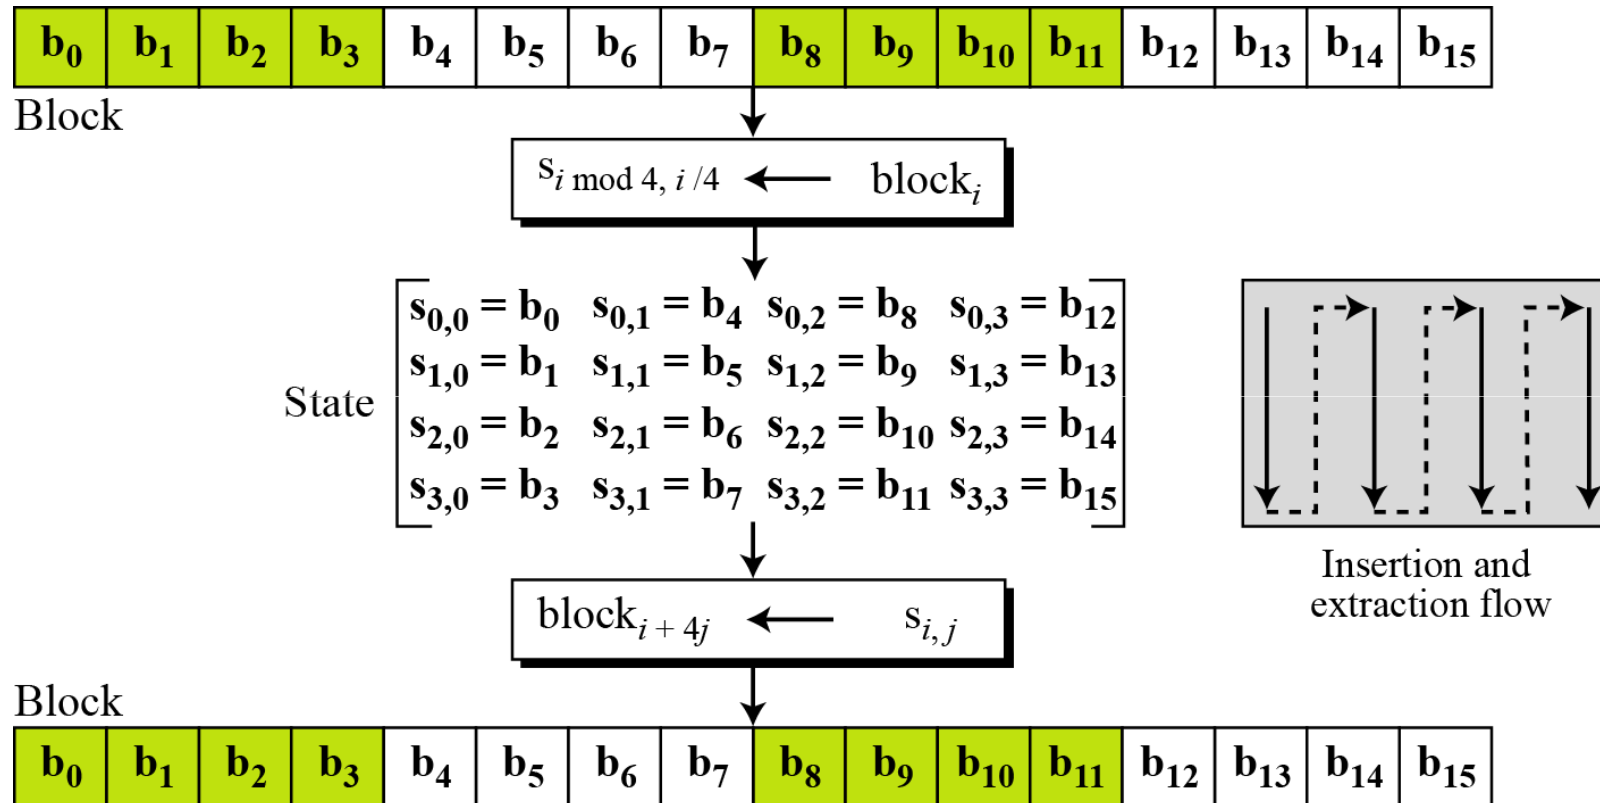 b₀ b₁ b₂ b₃ b₄ b₅ b₆ b₇ b₈ b₉ b₁₀ b₁₁ b₁₂ b₁₃ b₁₄ b₁₅
Block
s_{i mod 4, i/4} ← block_i
s₀,₀ = b₀ s₀,₁ = b₄ s₀,₂ = b₈ s₀,₃ = b₁₂
s₁,₀ = b₁ s₁,₁ = b₅ s₁,₂ = b₉ s₁,₃ = b₁₃
State
s₂,₀ = b₂ s₂,₁ = b₆ s₂,₂ = b₁₀ s₂,₃ = b₁₄
s₃,₀ = b₃ s₃,₁ = b₇ s₃,₂ = b₁₁ s₃,₃ = b₁₅
Insertion and
extraction flow
block_{i + 4j} ← s_{i, j}
Block
b₀ b₁ b₂ b₃ b₄ b₅ b₆ b₇ b₈ b₉ b₁₀ b₁₁ b₁₂ b₁₃ b₁₄ b₁₅